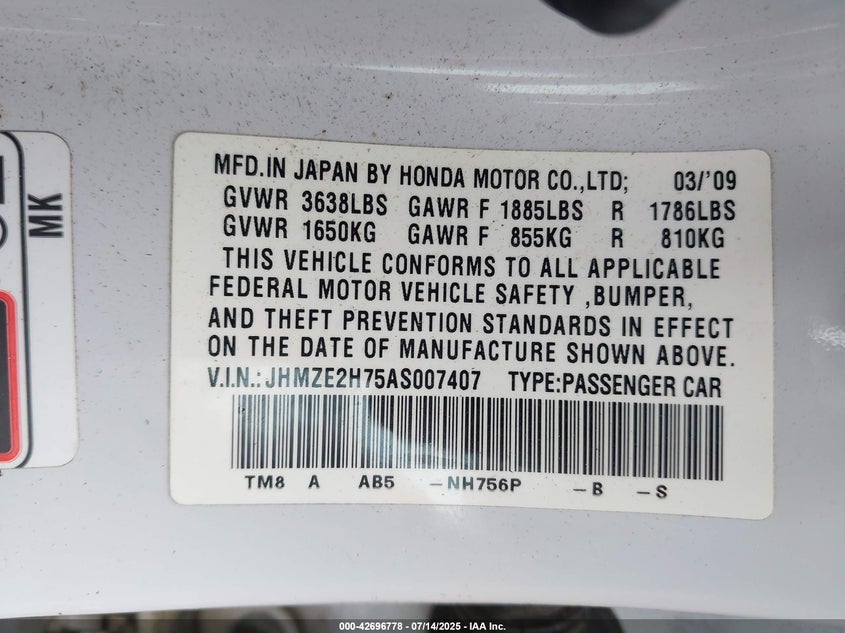 MK
MFD.IN JAPAN BY HONDA MOTOR CO.,LTD; 03/'09
GVWR 3638LBS GAWR F 1885LBS R 1786LBS
GVWR 1650KG GAWR F 855KG R 810KG
THIS VEHICLE CONFORMS TO ALL APPLICABLE
FEDERAL MOTOR VEHICLE SAFETY ,BUMPER,
AND THEFT PREVENTION STANDARDS IN EFFECT
ON THE DATE OF MANUFACTURE SHOWN ABOVE.
V.I.N.: JHMZE2H75AS007407 TYPE:PASSENGER CAR
TM8 A AB5 -NH756P -B -S
000-42696778 - 07/14/2025 - IAA Inc.